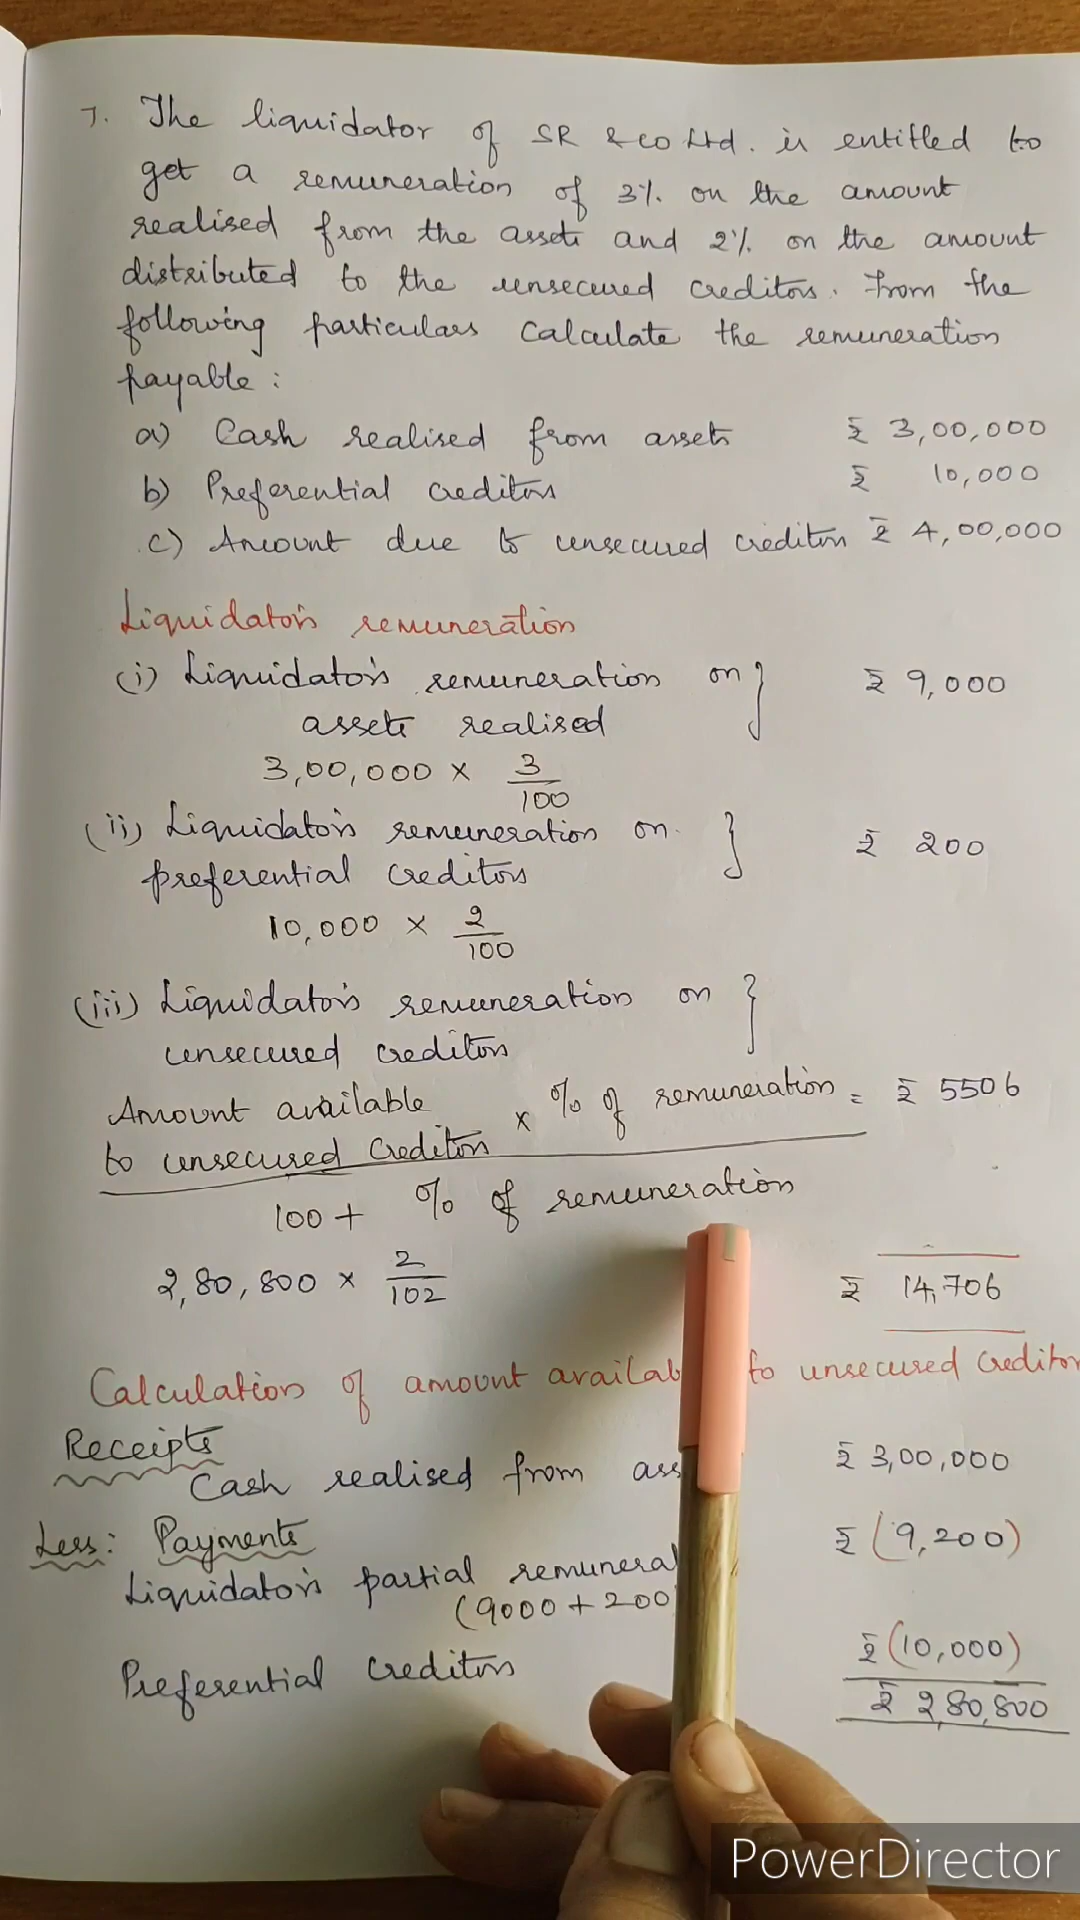 7. The liquidator of SR & co Ltd. is entitled to
get a remuneration of 3% on the amount
realised from the assets and 2% on the amount
distributed to the unsecured creditors. From the
following particulars calculate the remuneration
payable :
a) Cash realised from assets ₹ 3,00,000
b) Preferential creditors ₹ 10,000
c) Amount due to unsecured creditors ₹ 4,00,000
Liquidator's remuneration
(i) Liquidator's remuneration on } ₹ 9,000
assets realised
3,00,000 × 3/100
(ii) Liquidator's remuneration on } ₹ 200
preferential creditors
10,000 × 2/100
(iii) Liquidator's remuneration on }
unsecured creditors
Amount available × % of remuneration = ₹ 5506
to unsecured creditors
100 + % of remuneration
2,80,800 × 2/102 ₹ 14,706
Calculation of amount availab to unsecured creditor
Receipts
Cash realised from ass ₹ 3,00,000
Less: Payments ₹ (9,200)
Liquidator's partial remunera
(9000 + 200
Preferential creditors ₹ (10,000)
₹ 2,80,800
PowerDirector